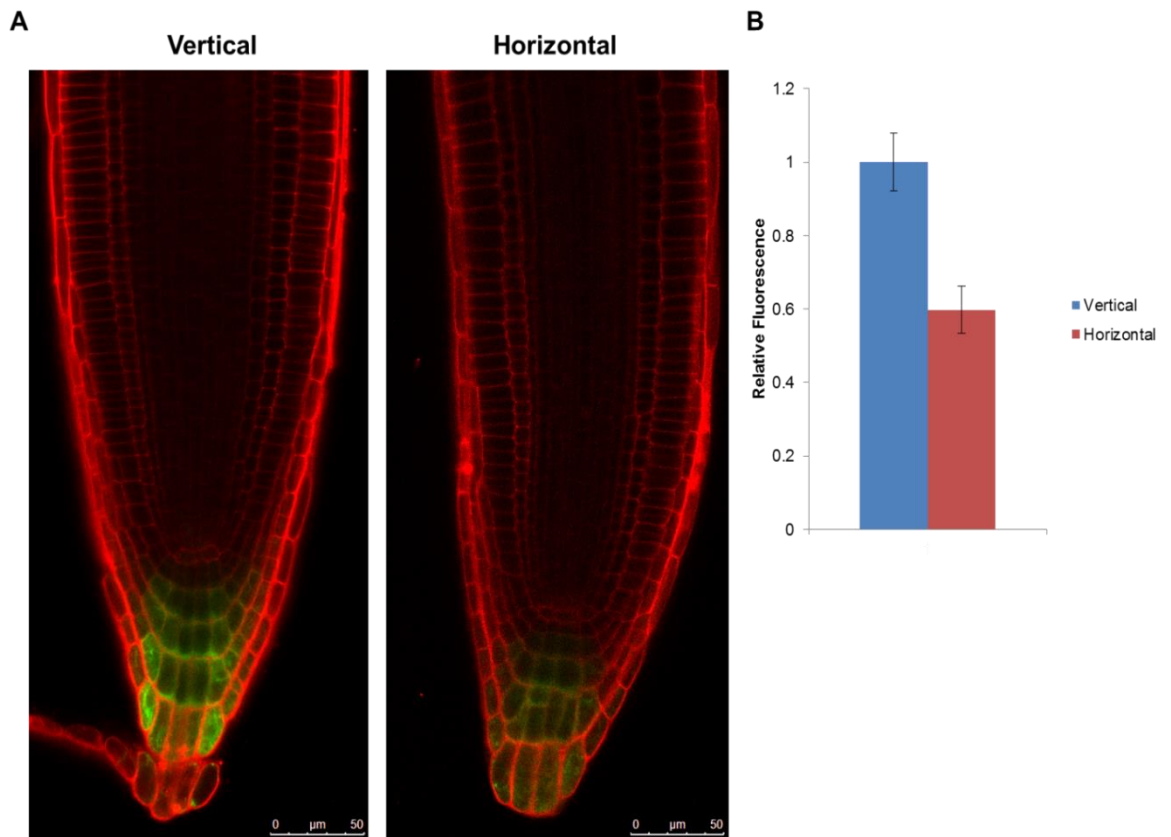 A
Vertical
Horizontal
0 µm 50
0 µm 50
B
Relative Fluorescence
1.2
1
0.8
0.6
0.4
0.2
0
Vertical
Horizontal